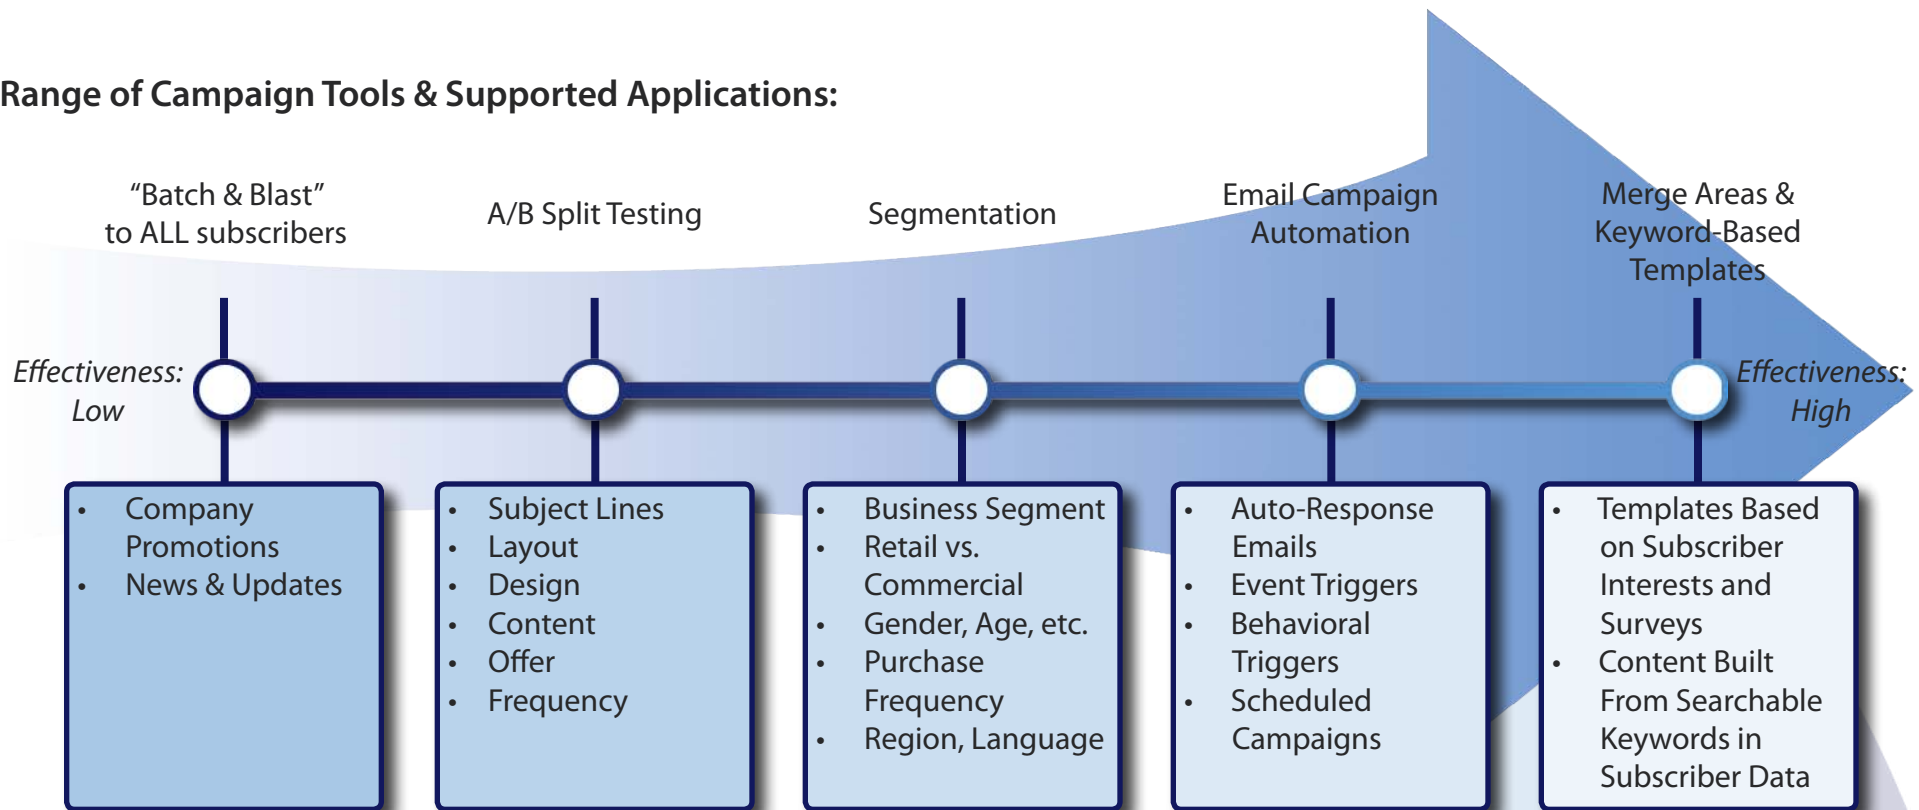 Range of Campaign Tools & Supported Applications:
“Batch & Blast”
to ALL subscribers
A/B Split Testing
Segmentation
Email Campaign
Automation
Merge Areas &
Keyword-Based
Templates
Effectiveness:
Low
Effectiveness:
High
• Company
Promotions
• News & Updates
• Subject Lines
• Layout
• Design
• Content
• Offer
• Frequency
• Business Segment
• Retail vs.
Commercial
• Gender, Age, etc.
• Purchase
Frequency
• Region, Language
• Auto-Response
Emails
• Event Triggers
• Behavioral
Triggers
• Scheduled
Campaigns
• Templates Based
on Subscriber
Interests and
Surveys
• Content Built
From Searchable
Keywords in
Subscriber Data